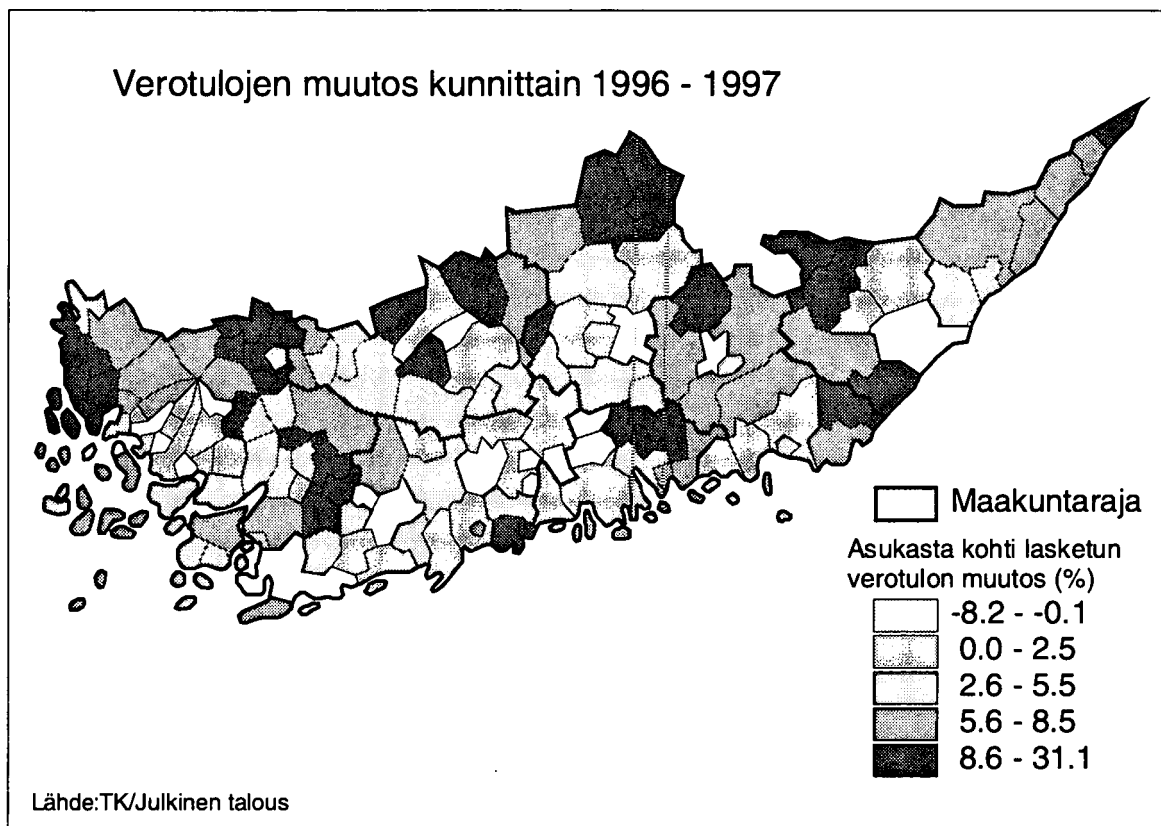 Verotulojen muutos kunnittain 1996 - 1997
Maakuntaraja
Asukasta kohti lasketun
verotulon muutos (%)
-8.2 - -0.1
0.0 - 2.5
2.6 - 5.5
5.6 - 8.5
8.6 - 31.1
Lähde:TK/Julkinen talous